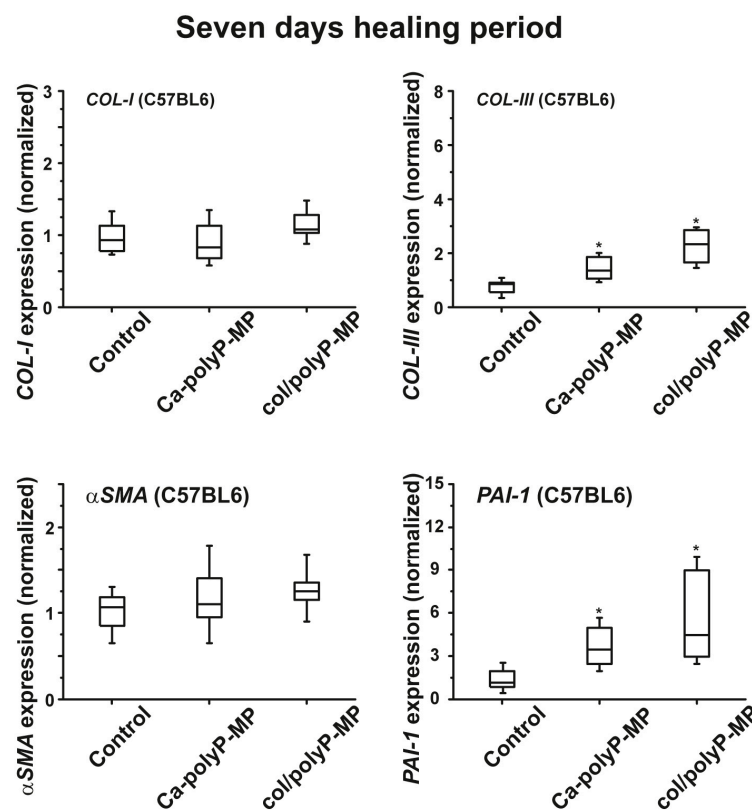 Seven days healing period
COL-I (C57BL6)
COL-I expression (normalized)
3
2
1
0
Control
Ca-polyP-MP
col/polyP-MP
COL-III (C57BL6)
COL-III expression (normalized)
8
6
4
2
0
*
*
Control
Ca-polyP-MP
col/polyP-MP
αSMA (C57BL6)
αSMA expression (normalized)
2
1
0
Control
Ca-polyP-MP
col/polyP-MP
PAI-1 (C57BL6)
PAI-1 expression (normalized)
15
9
6
3
0
*
*
Control
Ca-polyP-MP
col/polyP-MP